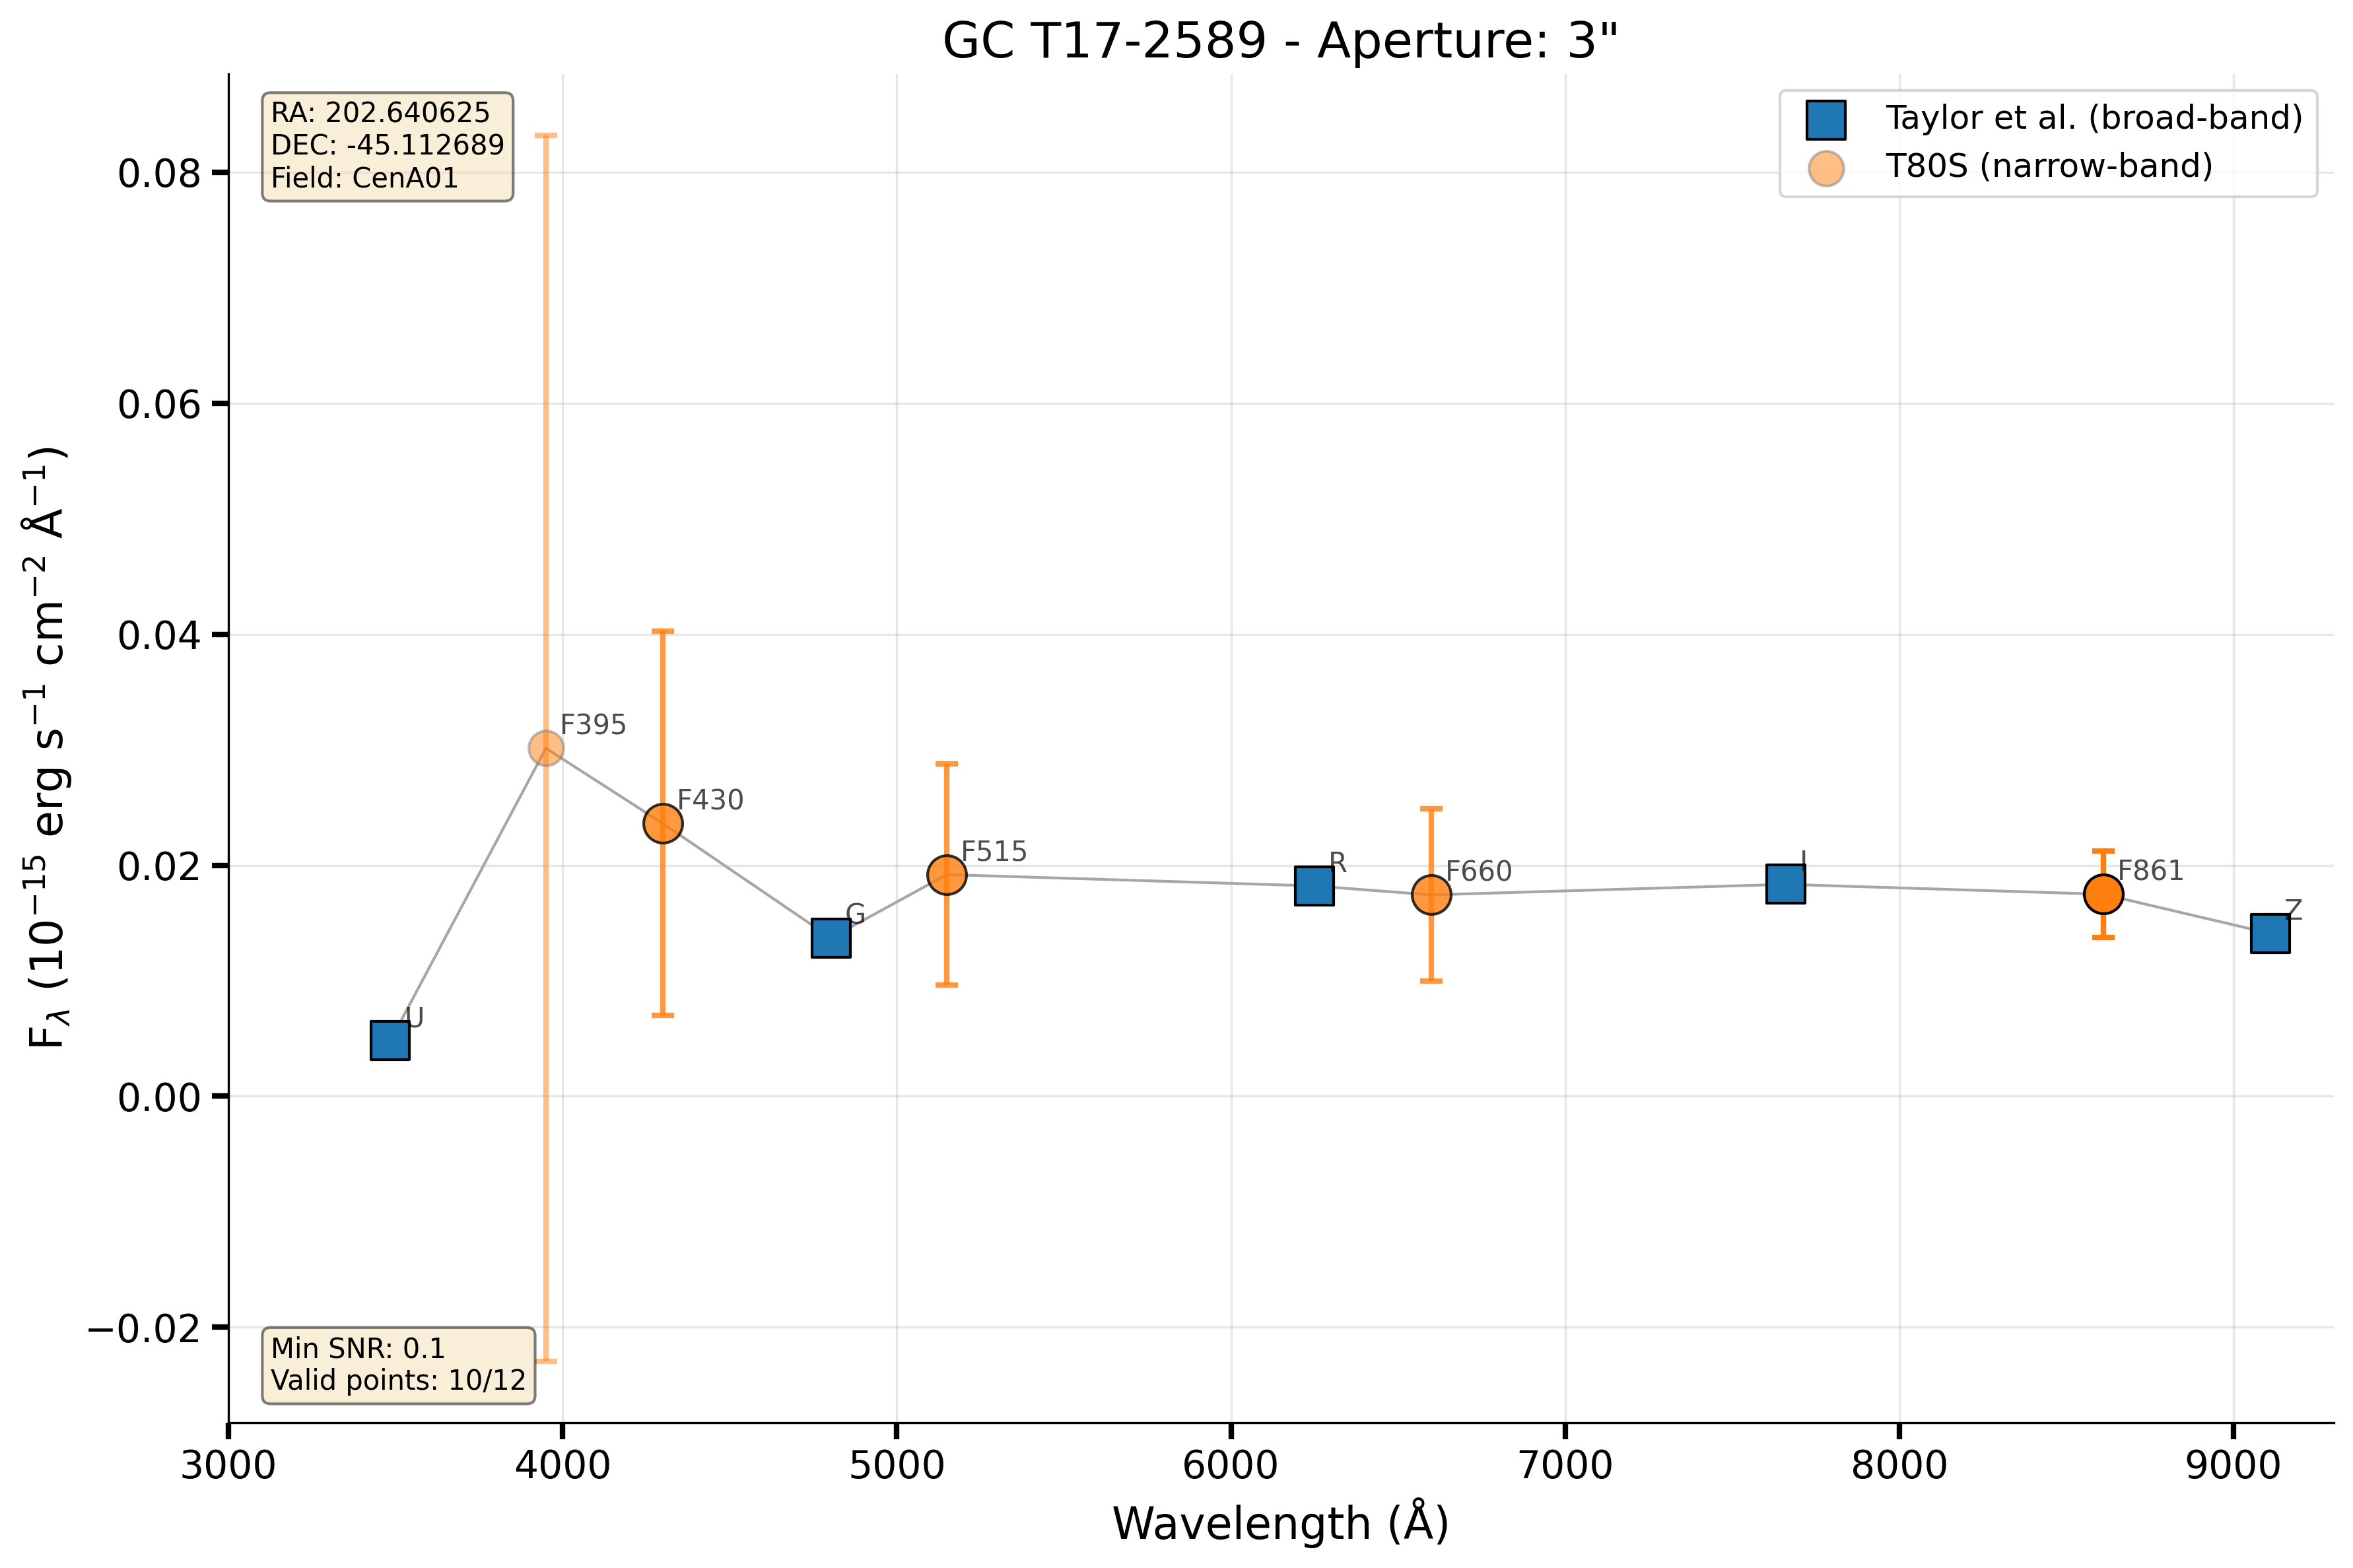 GC T17-2589 - Aperture: 3"
RA: 202.640625
DEC: -45.112689
Field: CenA01
Taylor et al. (broad-band)
T80S (narrow-band)
F_λ (10⁻¹⁵ erg s⁻¹ cm⁻² Å⁻¹)
0.08
0.06
0.04
0.02
0.00
−0.02
U
F395
F430
G
F515
R
F660
I
F861
Z
Min SNR: 0.1
Valid points: 10/12
3000 4000 5000 6000 7000 8000 9000
Wavelength (Å)